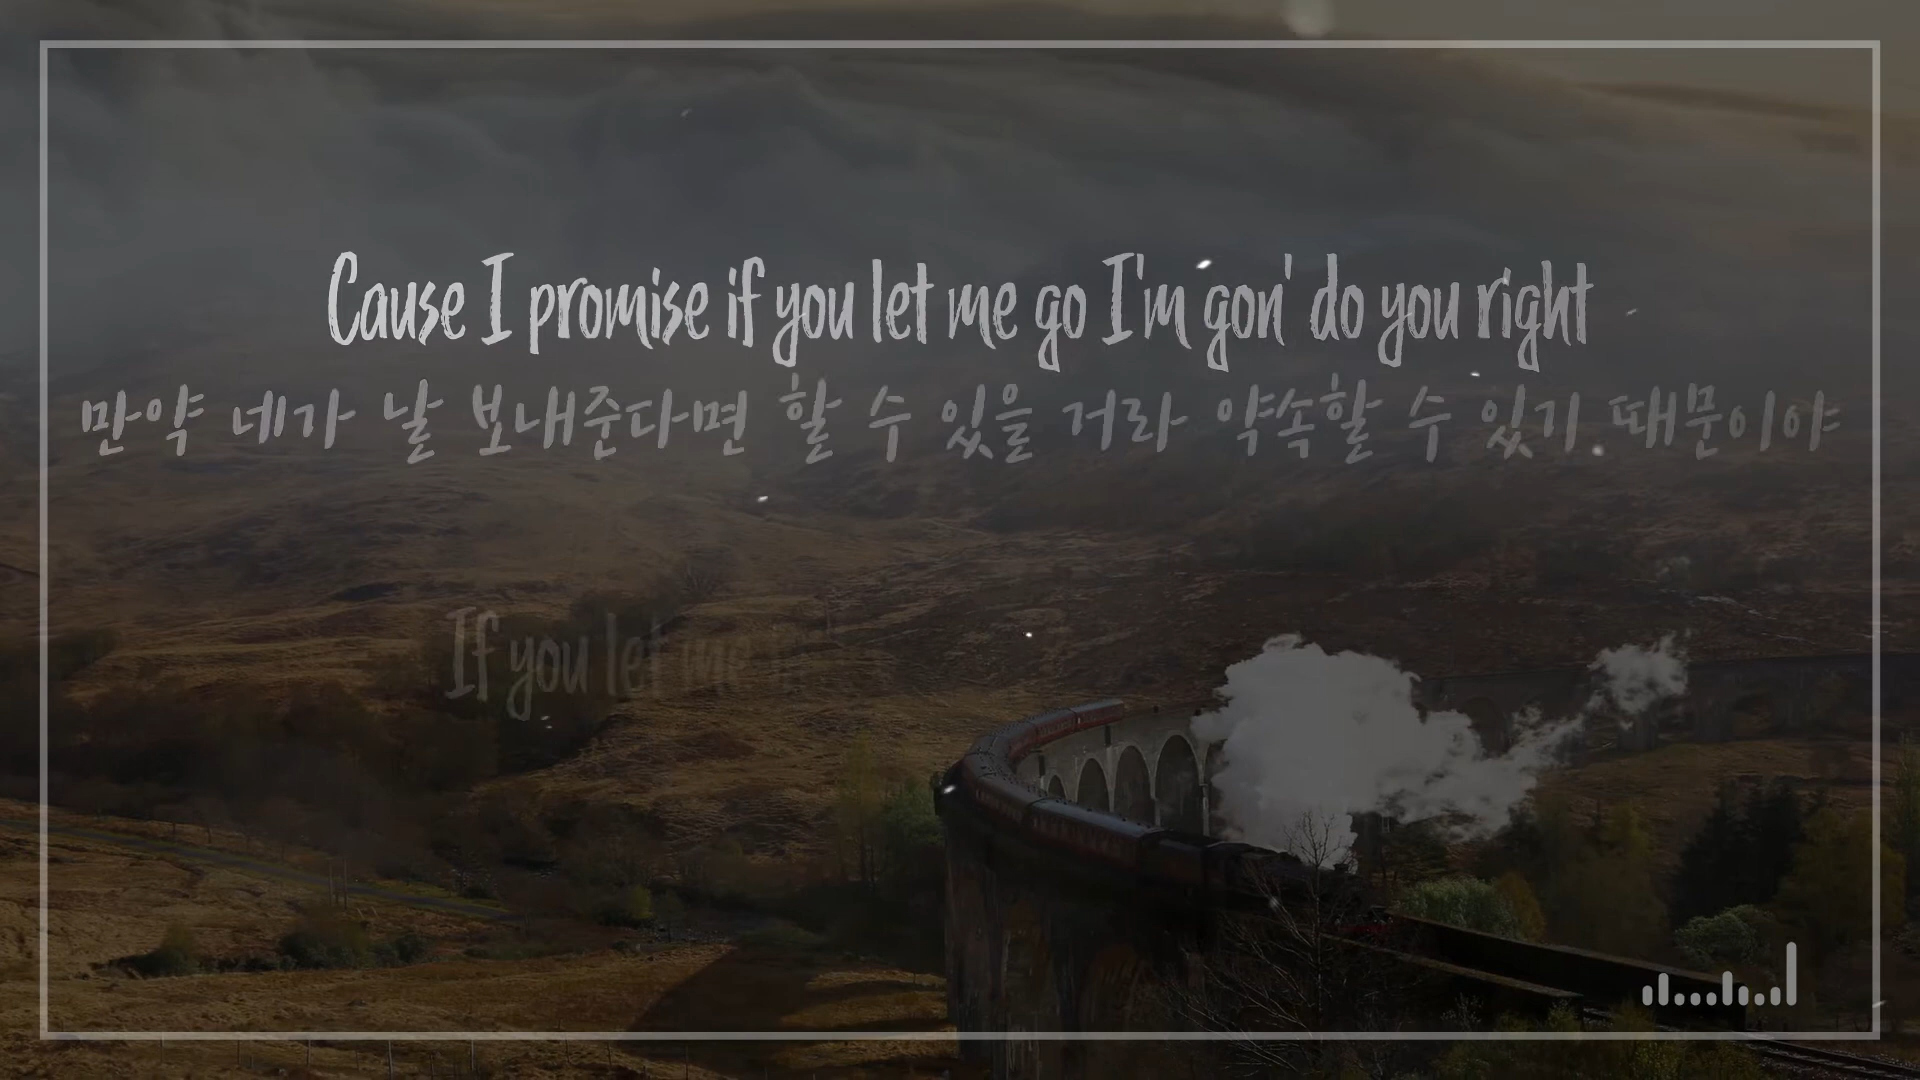 Cause I promise if you let me go I'm gon' do you right
만약 네가 날 보내준다면 할 수 있을 거라 약속할 수 있기 때문이야
If you let me